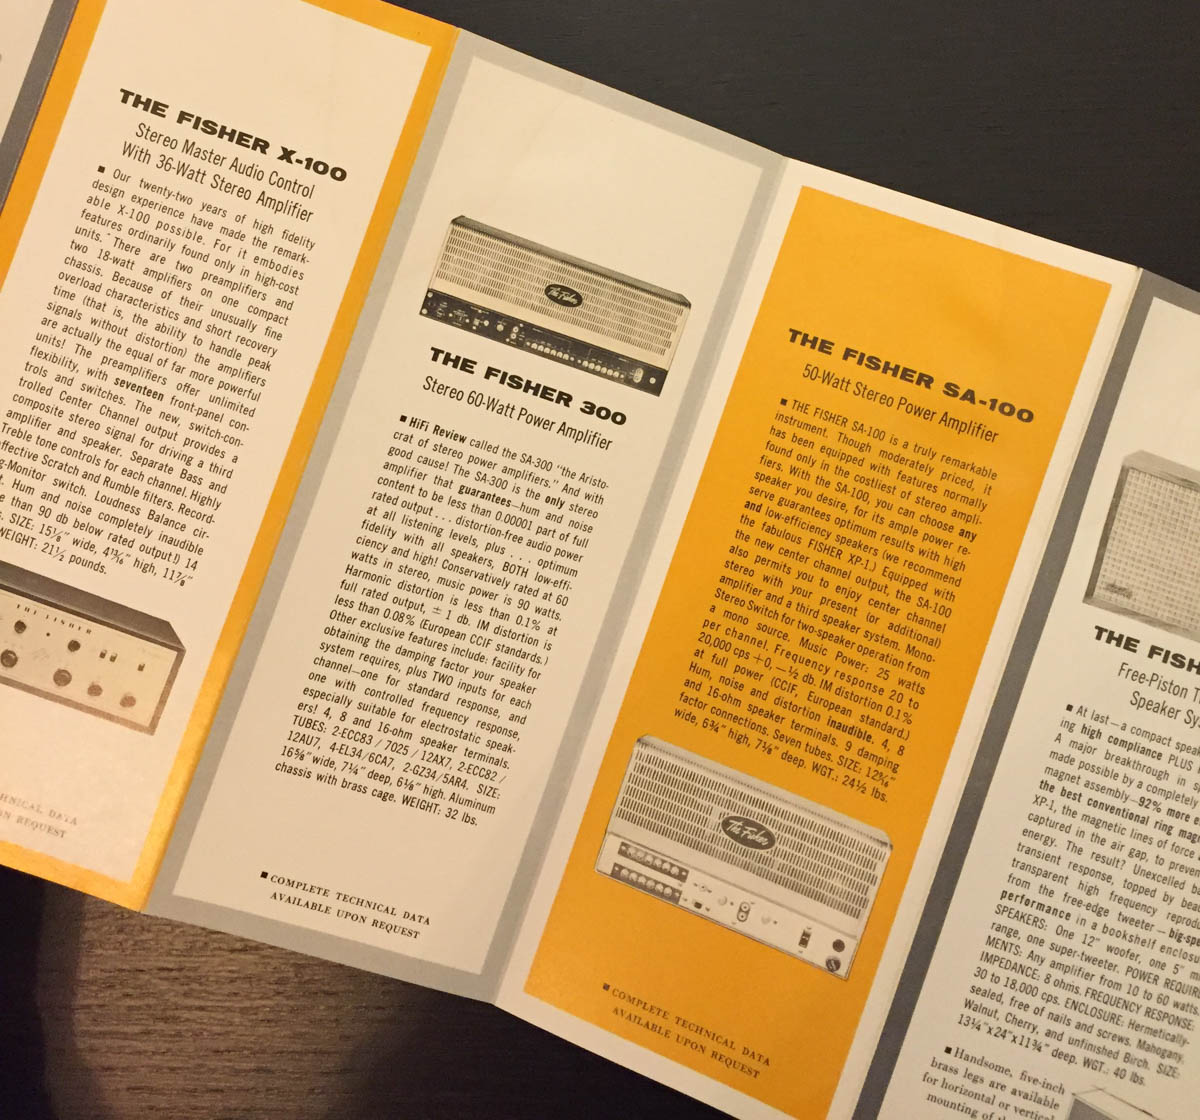 THE FISHER X-100
Stereo Master Audio Control
With 36-Watt Stereo Amplifier
■ Our twenty-two years of high fidelity
design experience have made the remark-
able X-100 possible. For it embodies
features ordinarily found only in high-cost
units. There are two preamplifiers and
two 18-watt amplifiers on one compact
chassis. Because of their unusually fine
overload characteristics and short recovery
time (that is, the ability to handle peak
signals without distortion) the amplifiers
are actually the equal of far more powerful
units! The preamplifiers offer unlimited
flexibility, with seventeen front-panel con-
trols and switches. The new, switch-con-
trolled Center Channel output provides a
composite stereo signal for driving a third
amplifier and speaker. Separate Bass and
Treble tone controls for each channel. Highly
Scratch and Rumble filters. Record-
-Monitor switch. Loudness Balance cir-
Hum and noise completely inaudible
than 90 db below rated output!) 14
SIZE: 15⅛" wide, 4¹³⁄₁₆" high, 11⅞"
WEIGHT: 21½ pounds.
THE FISHER
DATA
UPON REQUEST
The Fisher
THE FISHER 300
Stereo 60-Watt Power Amplifier
■ HiFi Review called the SA-300 "the Aristo-
crat of stereo power amplifiers." And with
good cause! The SA-300 is the only stereo
amplifier that guarantees—hum and noise
content to be less than 0.00001 part of full
rated output . . . distortion-free audio power
at all listening levels, plus . . . optimum
fidelity with all speakers, BOTH low-effi-
ciency and high! Conservatively rated at 60
watts in stereo, music power is 90 watts.
Harmonic distortion is less than 0.1% at
full rated output, ± 1 db. IM distortion is
less than 0.08% (European CCIF standards.)
Other exclusive features include: facility for
obtaining the damping factor your speaker
system requires, plus TWO inputs for each
channel—one for standard response, and
one with controlled frequency response,
especially suitable for electrostatic speak-
ers! 4, 8 and 16-ohm speaker terminals.
TUBES: 2-ECC83 / 7025 / 12AX7, 2-ECC82 /
12AU7, 4-EL34/6CA7, 2-GZ34/5AR4. SIZE:
16⅝" wide, 7¼" deep, 6⅛" high. Aluminum
chassis with brass cage. WEIGHT: 32 lbs.
■ COMPLETE TECHNICAL DATA
AVAILABLE UPON REQUEST
THE FISHER SA-100
50-Watt Stereo Power Amplifier
■ THE FISHER SA-100 is a truly remarkable
instrument. Though moderately priced, it
has been equipped with features normally
found only in the costliest of stereo ampli-
fiers. With the SA-100, you can choose any
speaker you desire, for its ample power re-
serve guarantees optimum results with high
and low-efficiency speakers (we recommend
the fabulous FISHER XP-1.) Equipped with
the new center channel output, the SA-100
also permits you to enjoy center channel
stereo with your present (or additional)
amplifier and a third speaker system. Mono-
Stereo Switch for two-speaker operation from
a mono source. Music Power: 25 watts
per channel. Frequency response 20 to
20,000 cps +0, —½ db. IM distortion 0.1%
at full power (CCIF, European standard.)
Hum, noise and distortion inaudible. 4, 8
and 16-ohm speaker terminals. 9 damping
factor connections. Seven tubes. SIZE: 12¹⁵⁄₁₆"
wide, 6¾" high, 7⅛" deep. WGT.: 24½ lbs.
The Fisher
■ COMPLETE TECHNICAL DATA
AVAILABLE UPON REQUEST
THE FISH
Free-Piston
Speaker Sy
■ At last—a compact speak
ing high compliance PLUS
A major breakthrough in
made possible by a completely
magnet assembly—92% more
the best conventional ring
XP-1, the magnetic lines of force
captured in the air gap, to
energy. The result? Unexcelled
transient response, topped by
transparent high frequency
from the free-edge tweeter —
performance in a bookshelf
SPEAKERS: One 12" woofer, one 5"
range, one super-tweeter. POWER
MENTS: Any amplifier from 10 to 60 watts.
IMPEDANCE: 8 ohms. FREQUENCY RESPONSE:
30 to 18,000 cps. ENCLOSURE: Hermetically-
sealed, free of nails and screws. Mahogany,
Walnut, Cherry, and unfinished Birch. SIZE:
13¼"x24"x11¾" deep. WGT.: 40 lbs.
■ Handsome, five-inch
brass legs are available
for horizontal or vertical
mounting of